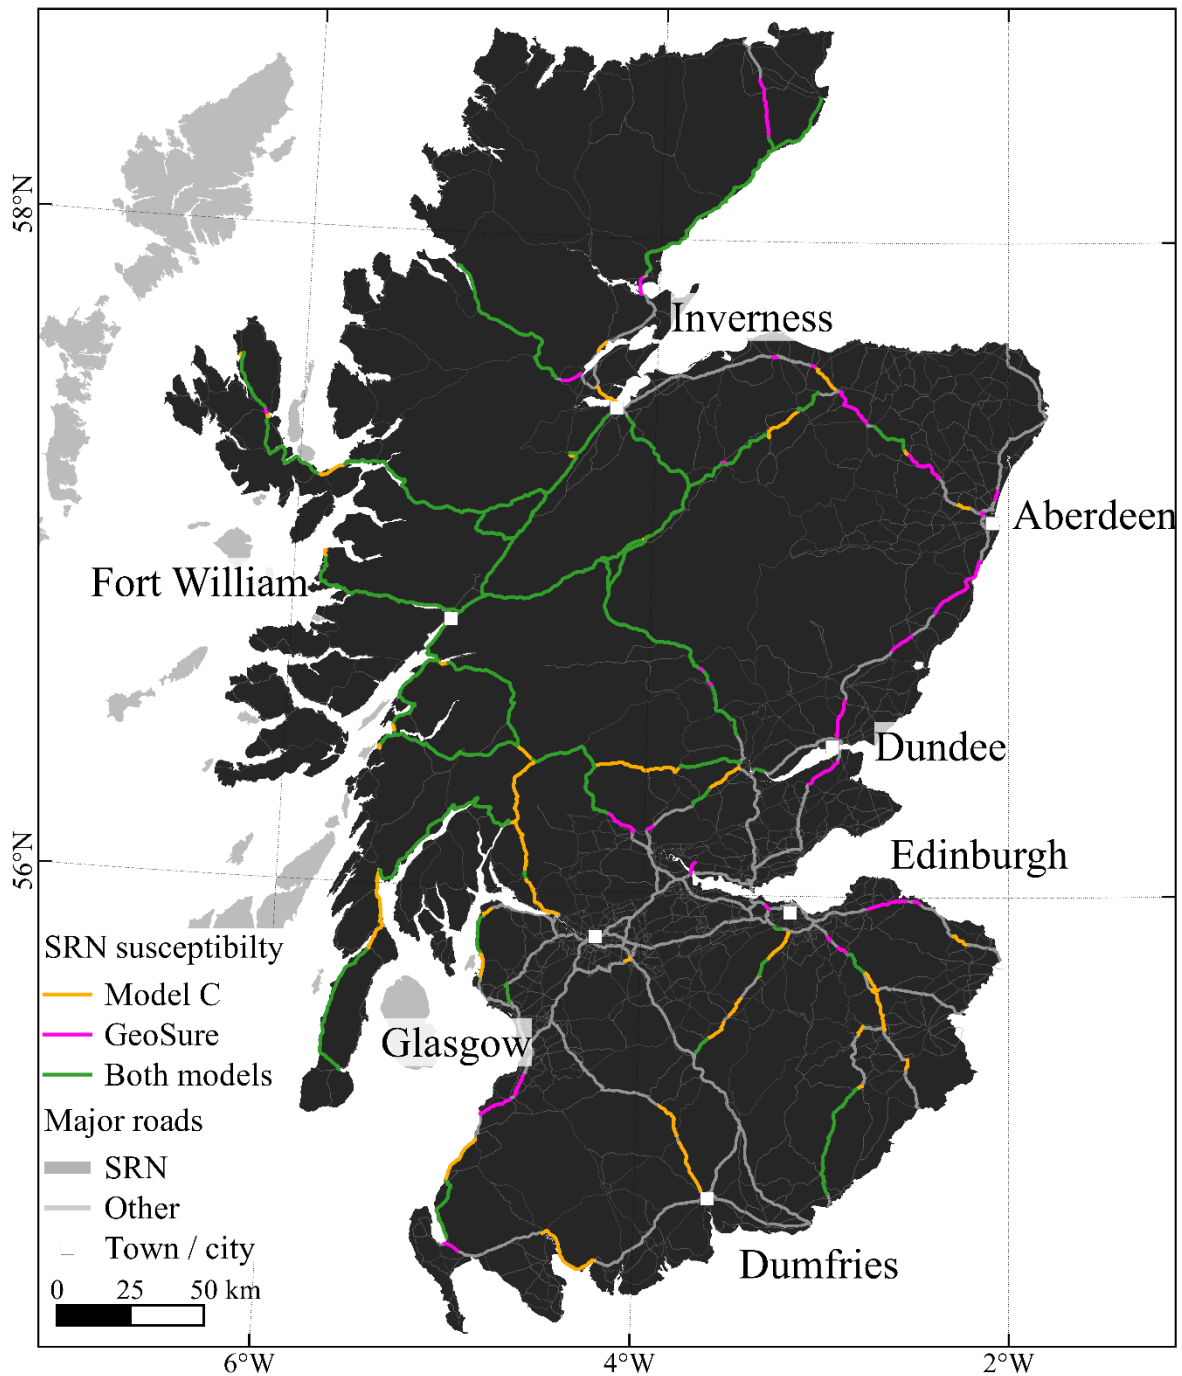 58°N
Inverness
Aberdeen
Fort William
Dundee
56°N
Edinburgh
SRN susceptibilty
Model C
GeoSure
Both models
Glasgow
Major roads
SRN
Other
Town / city
0 25 50 km
Dumfries
6°W 4°W 2°W